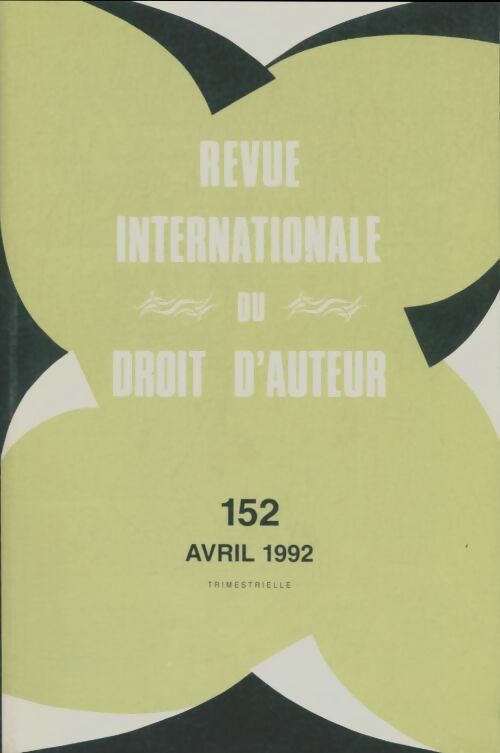 REVUE
INTERNATIONALE
DU
DROIT D'AUTEUR
152
AVRIL 1992
TRIMESTRIELLE